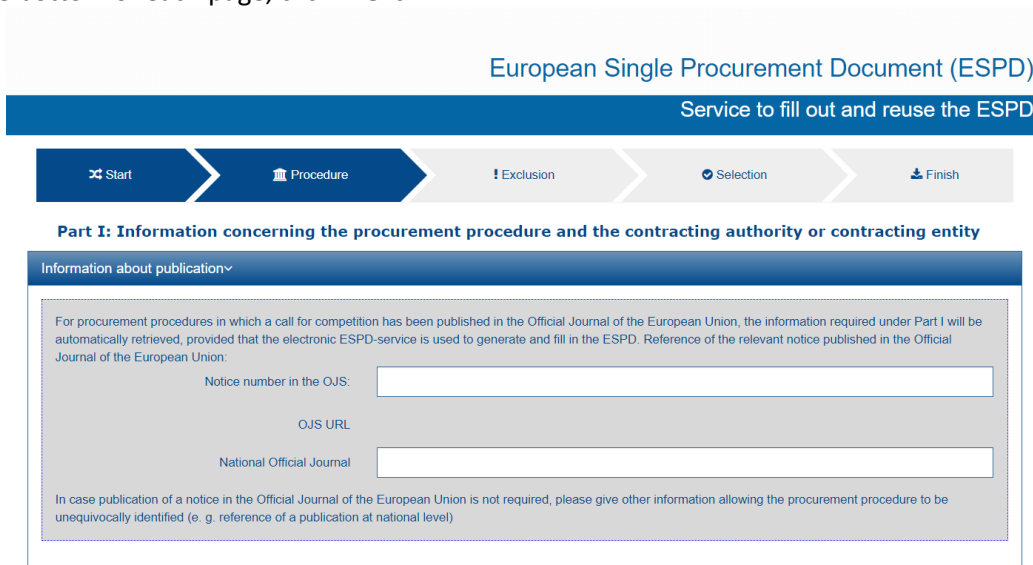 European Single Procurement Document (ESPD)
Service to fill out and reuse the ESPD
Start
Procedure
Exclusion
Selection
Finish
Part I: Information concerning the procurement procedure and the contracting authority or contracting entity
Information about publication
For procurement procedures in which a call for competition has been published in the Official Journal of the European Union, the information required under Part I will be
automatically retrieved, provided that the electronic ESPD-service is used to generate and fill in the ESPD. Reference of the relevant notice published in the Official
Journal of the European Union:
Notice number in the OJS:
OJS URL
National Official Journal
In case publication of a notice in the Official Journal of the European Union is not required, please give other information allowing the procurement procedure to be
unequivocally identified (e. g. reference of a publication at national level)